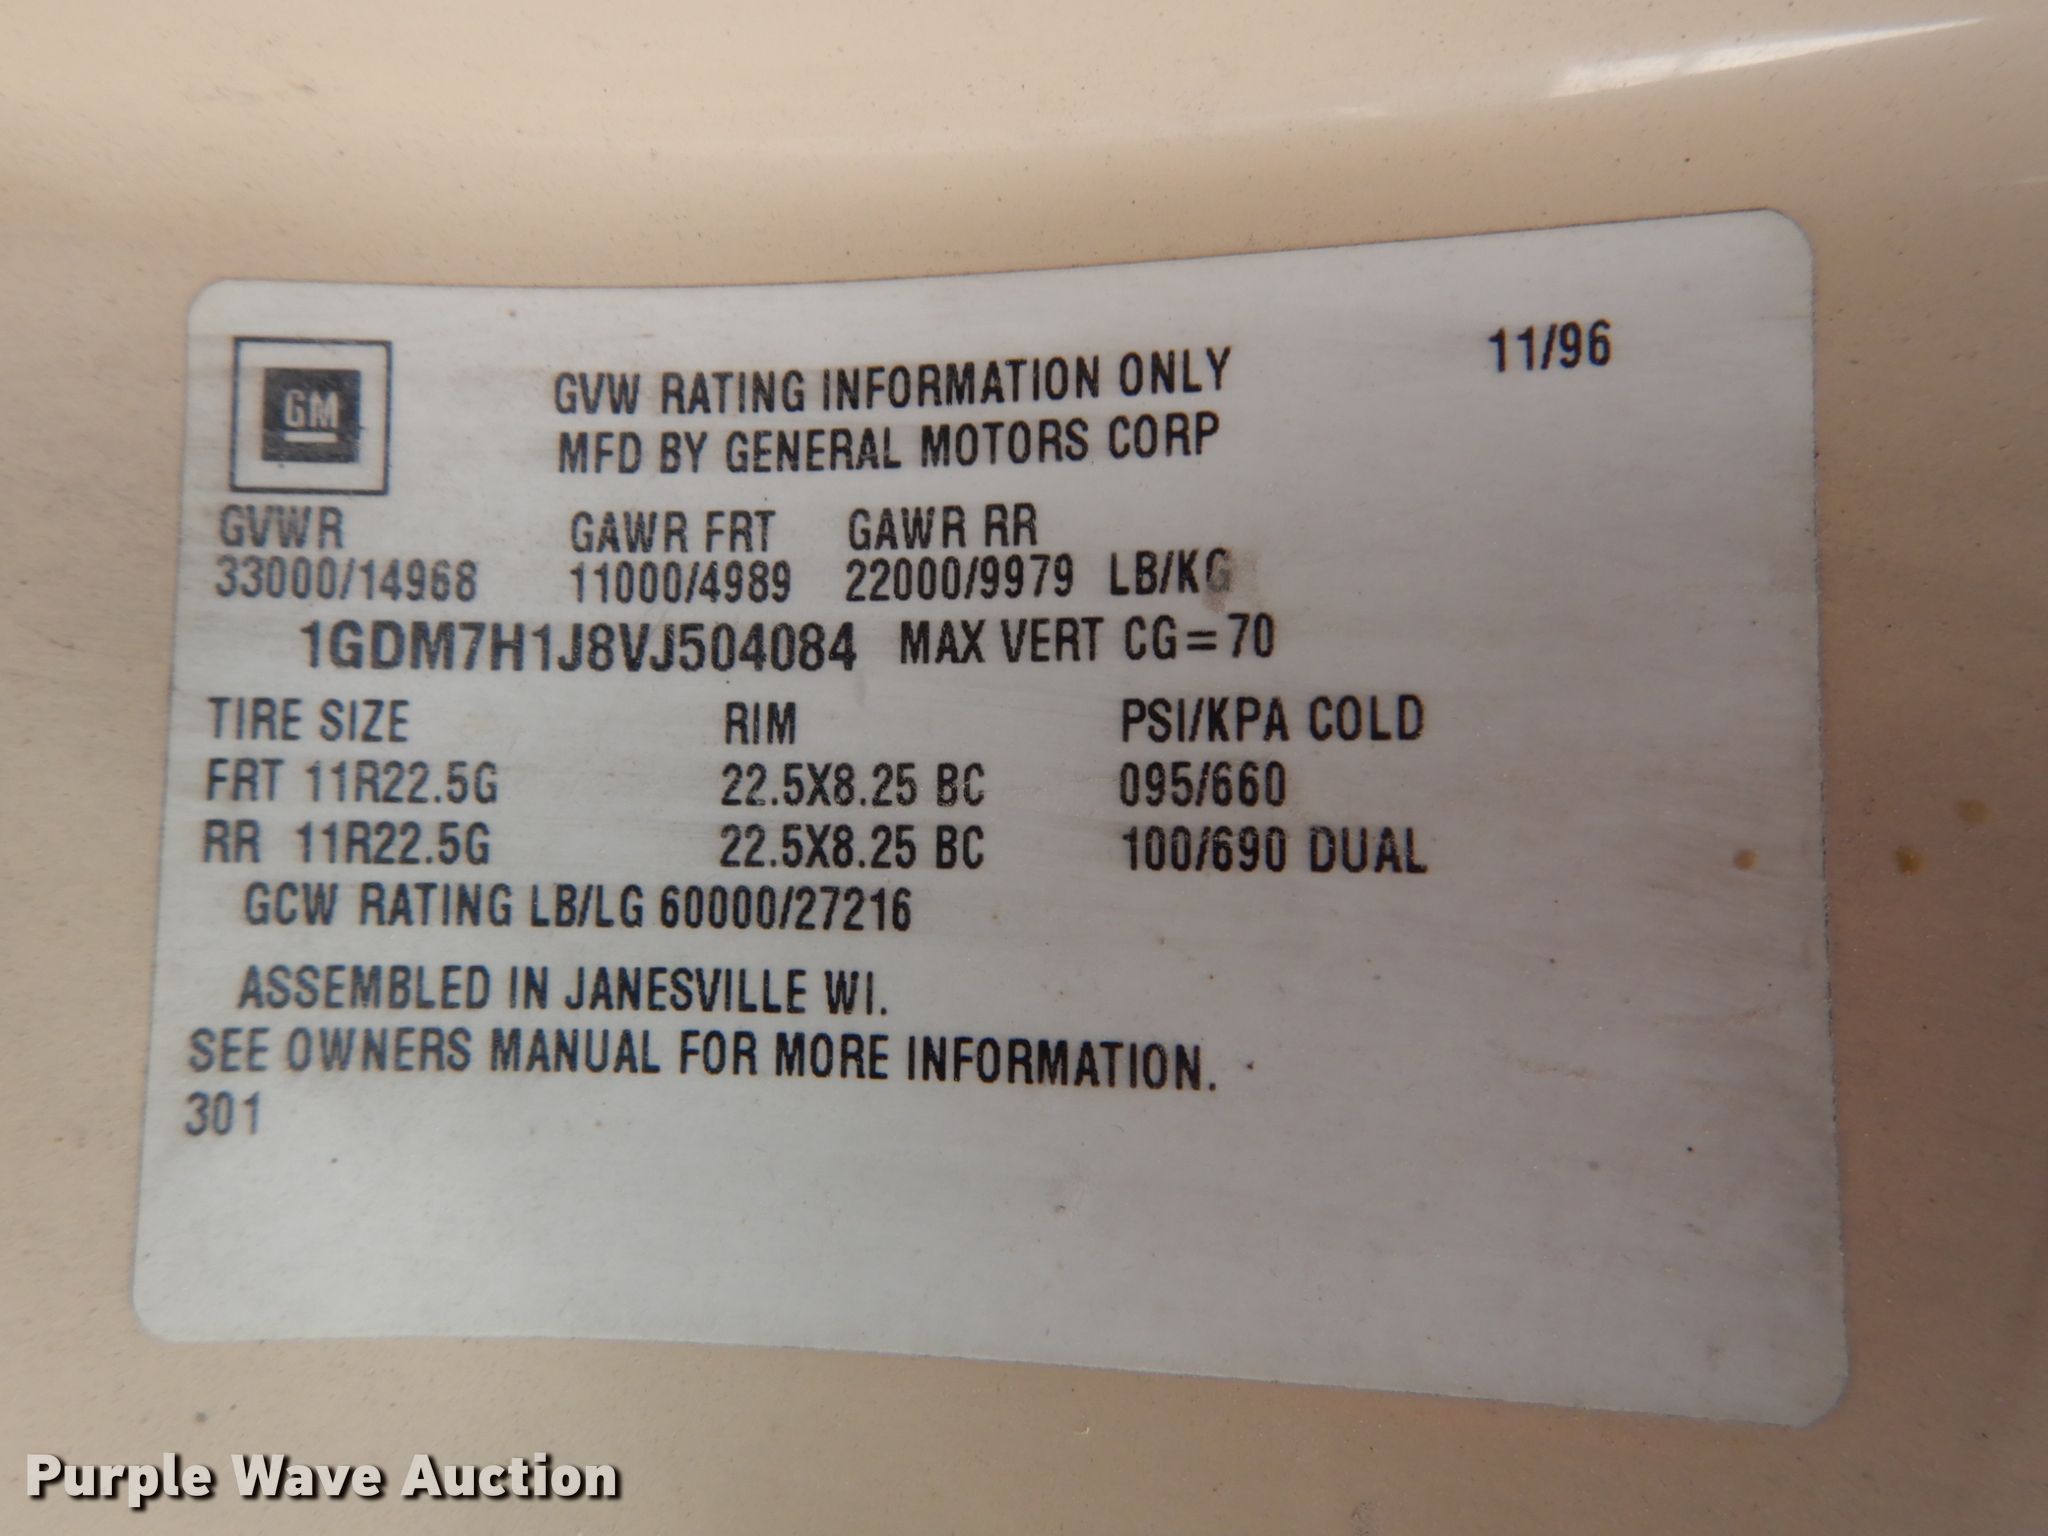 GM
GVW RATING INFORMATION ONLY 11/96
MFD BY GENERAL MOTORS CORP
GVWR GAWR FRT GAWR RR
33000/14968 11000/4989 22000/9979 LB/KG
1GDM7H1J8VJ504084 MAX VERT CG=70
TIRE SIZE RIM PSI/KPA COLD
FRT 11R22.5G 22.5X8.25 BC 095/660
RR 11R22.5G 22.5X8.25 BC 100/690 DUAL
GCW RATING LB/LG 60000/27216
ASSEMBLED IN JANESVILLE WI.
SEE OWNERS MANUAL FOR MORE INFORMATION.
301
Purple Wave Auction